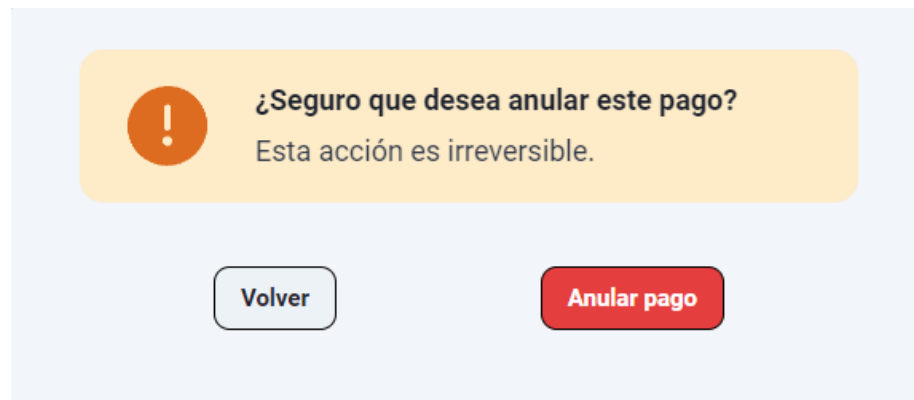 ¿Seguro que desea anular este pago?
Esta acción es irreversible.
Volver
Anular pago